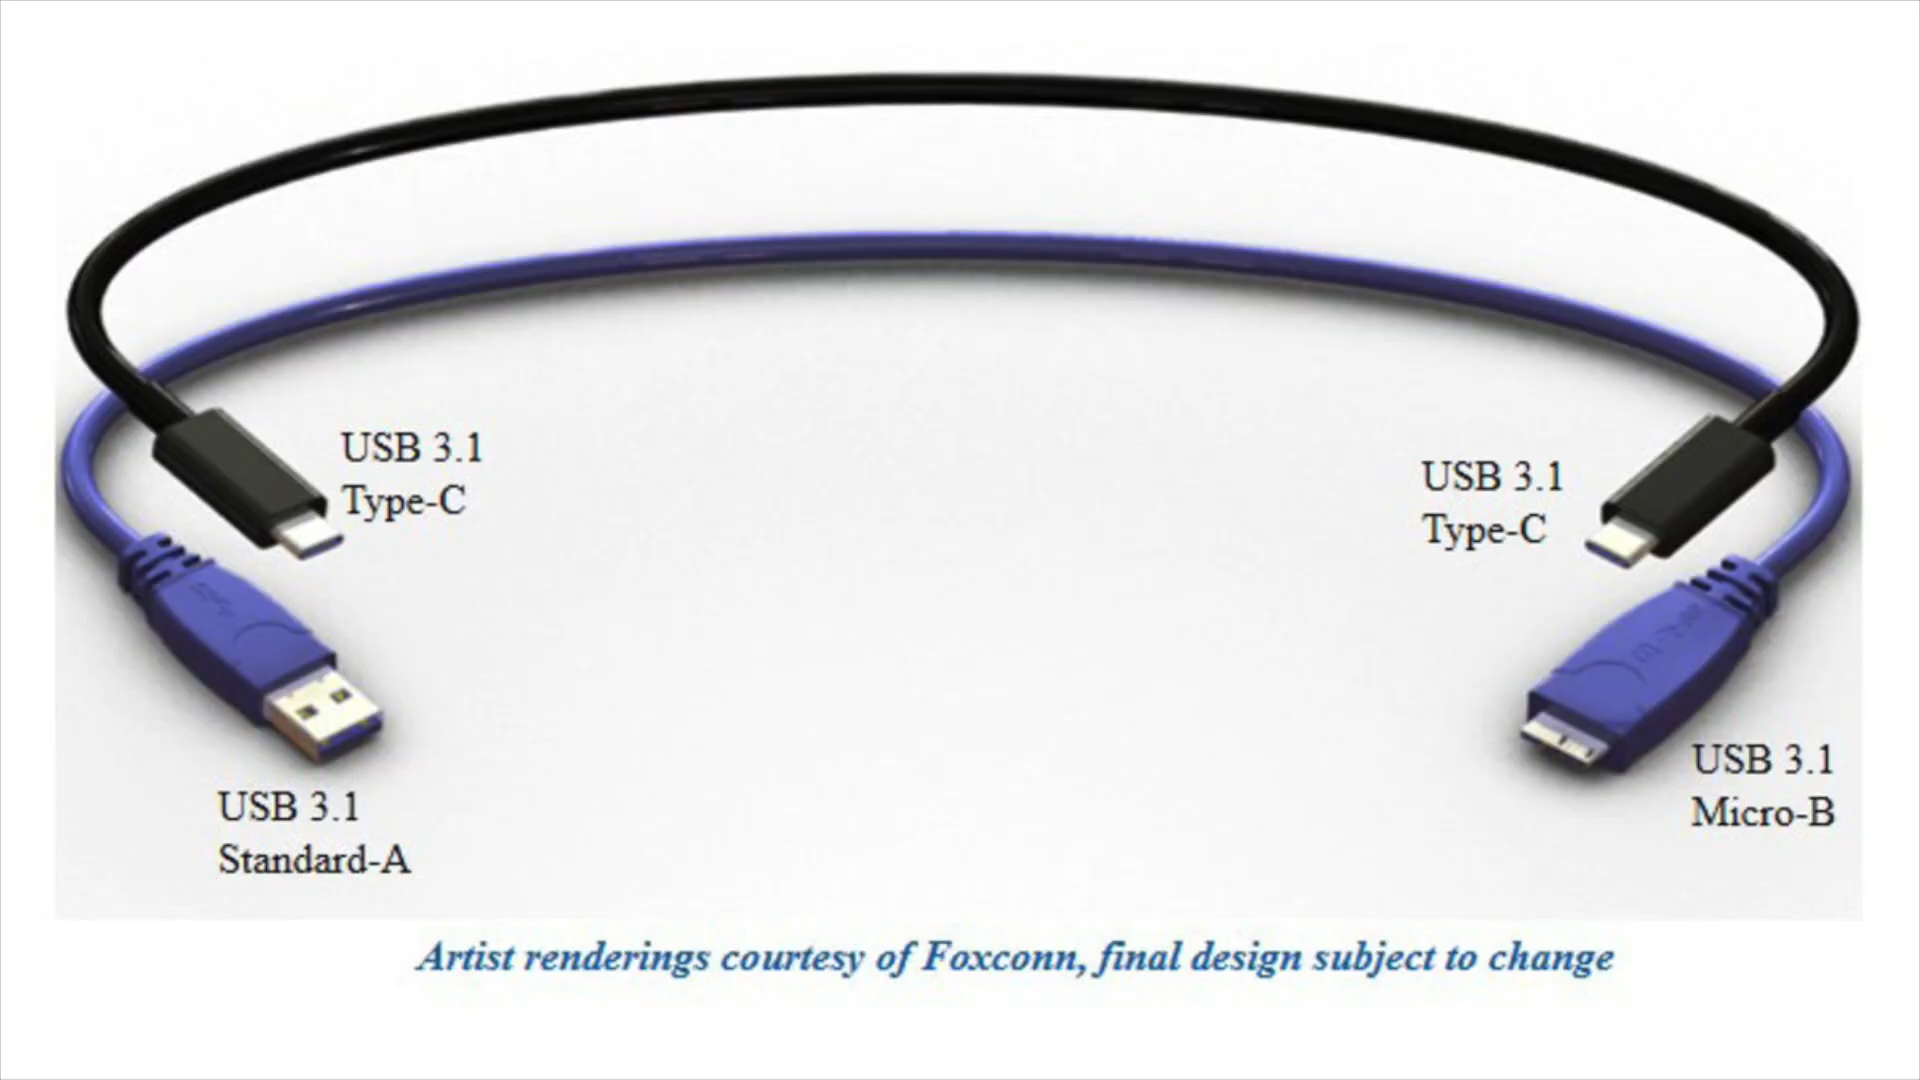 USB 3.1
Type-C
USB 3.1
Type-C
USB 3.1
Standard-A
USB 3.1
Micro-B
Artist renderings courtesy of Foxconn, final design subject to change